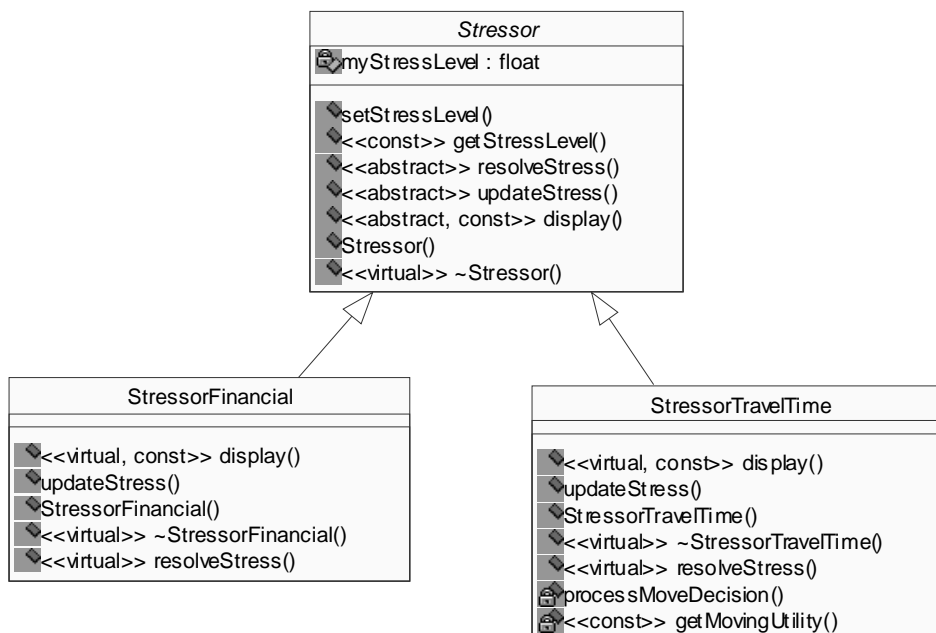 Stressor
myStressLevel : float
setStressLevel()
<<const>> getStressLevel()
<<abstract>> resolveStress()
<<abstract>> updateStress()
<<abstract, const>> display()
Stressor()
<<virtual>> ~Stressor()
StressorFinancial
<<virtual, const>> display()
updateStress()
StressorFinancial()
<<virtual>> ~StressorFinancial()
<<virtual>> resolveStress()
StressorTravelTime
<<virtual, const>> display()
updateStress()
StressorTravelTime()
<<virtual>> ~StressorTravelTime()
<<virtual>> resolveStress()
processMoveDecision()
<<const>> getMovingUtility()